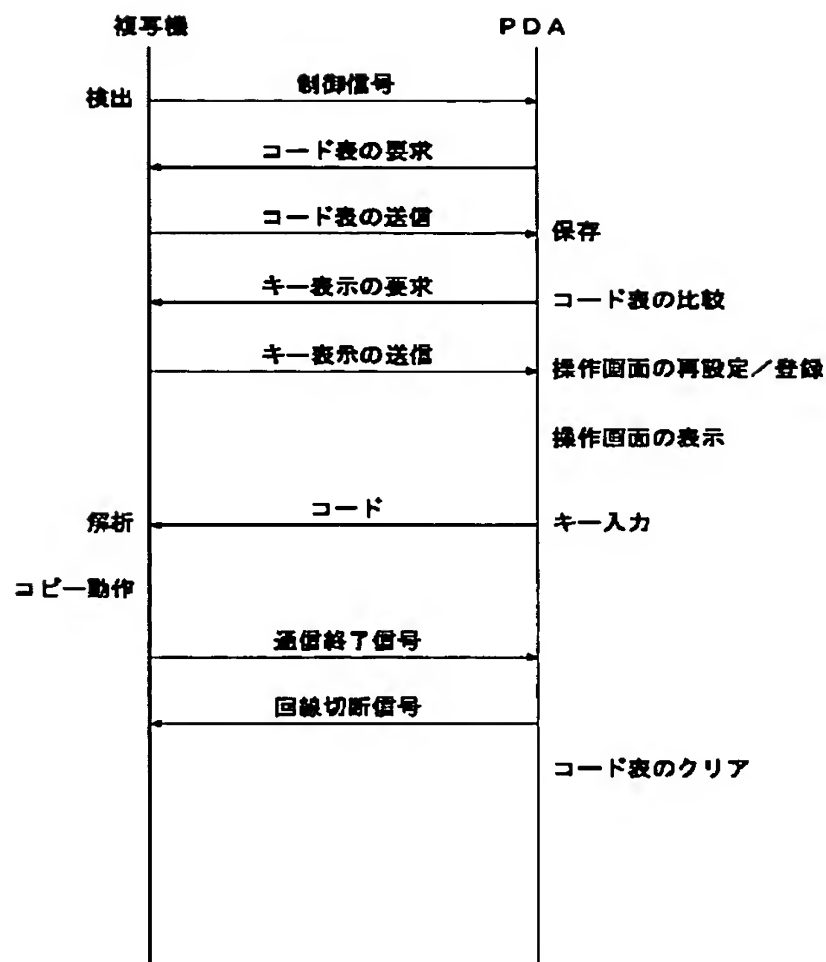 複写機
PDA
検出
制御信号
コード表の要求
コード表の送信
保存
キー表示の要求
コード表の比較
キー表示の送信
操作画面の再設定／登録
操作画面の表示
解析
コード
キー入力
コピー動作
通信終了信号
回線切断信号
コード表のクリア